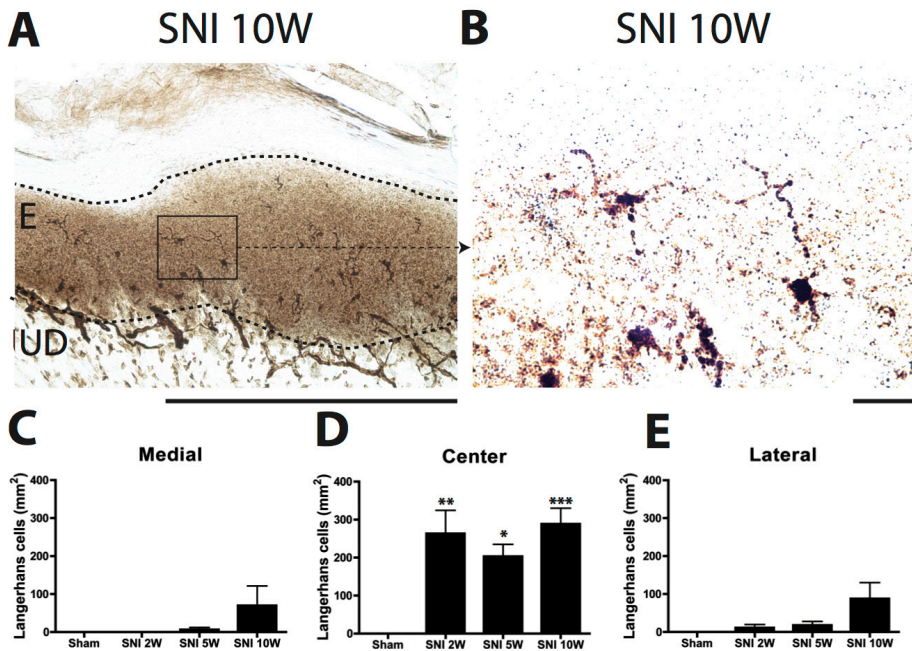 A SNI 10W
B SNI 10W
E
UD
C Medial
Langerhans cells (mm²)
400
300
200
100
0
Sham SNI 2W SNI 5W SNI 10W
D Center
Langerhans cells (mm²)
400
300
200
100
0
** * ***
Sham SNI 2W SNI 5W SNI 10W
E Lateral
Langerhans cells (mm²)
400
300
200
100
0
Sham SNI 2W SNI 5W SNI 10W